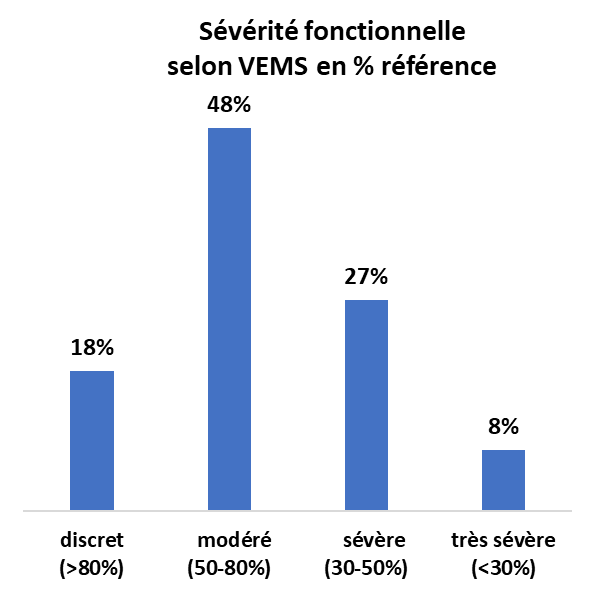 Sévérité fonctionnelle
selon VEMS en % référence
48%
27%
18%
8%
discret modéré sévère très sévère
(>80%) (50-80%) (30-50%) (<30%)